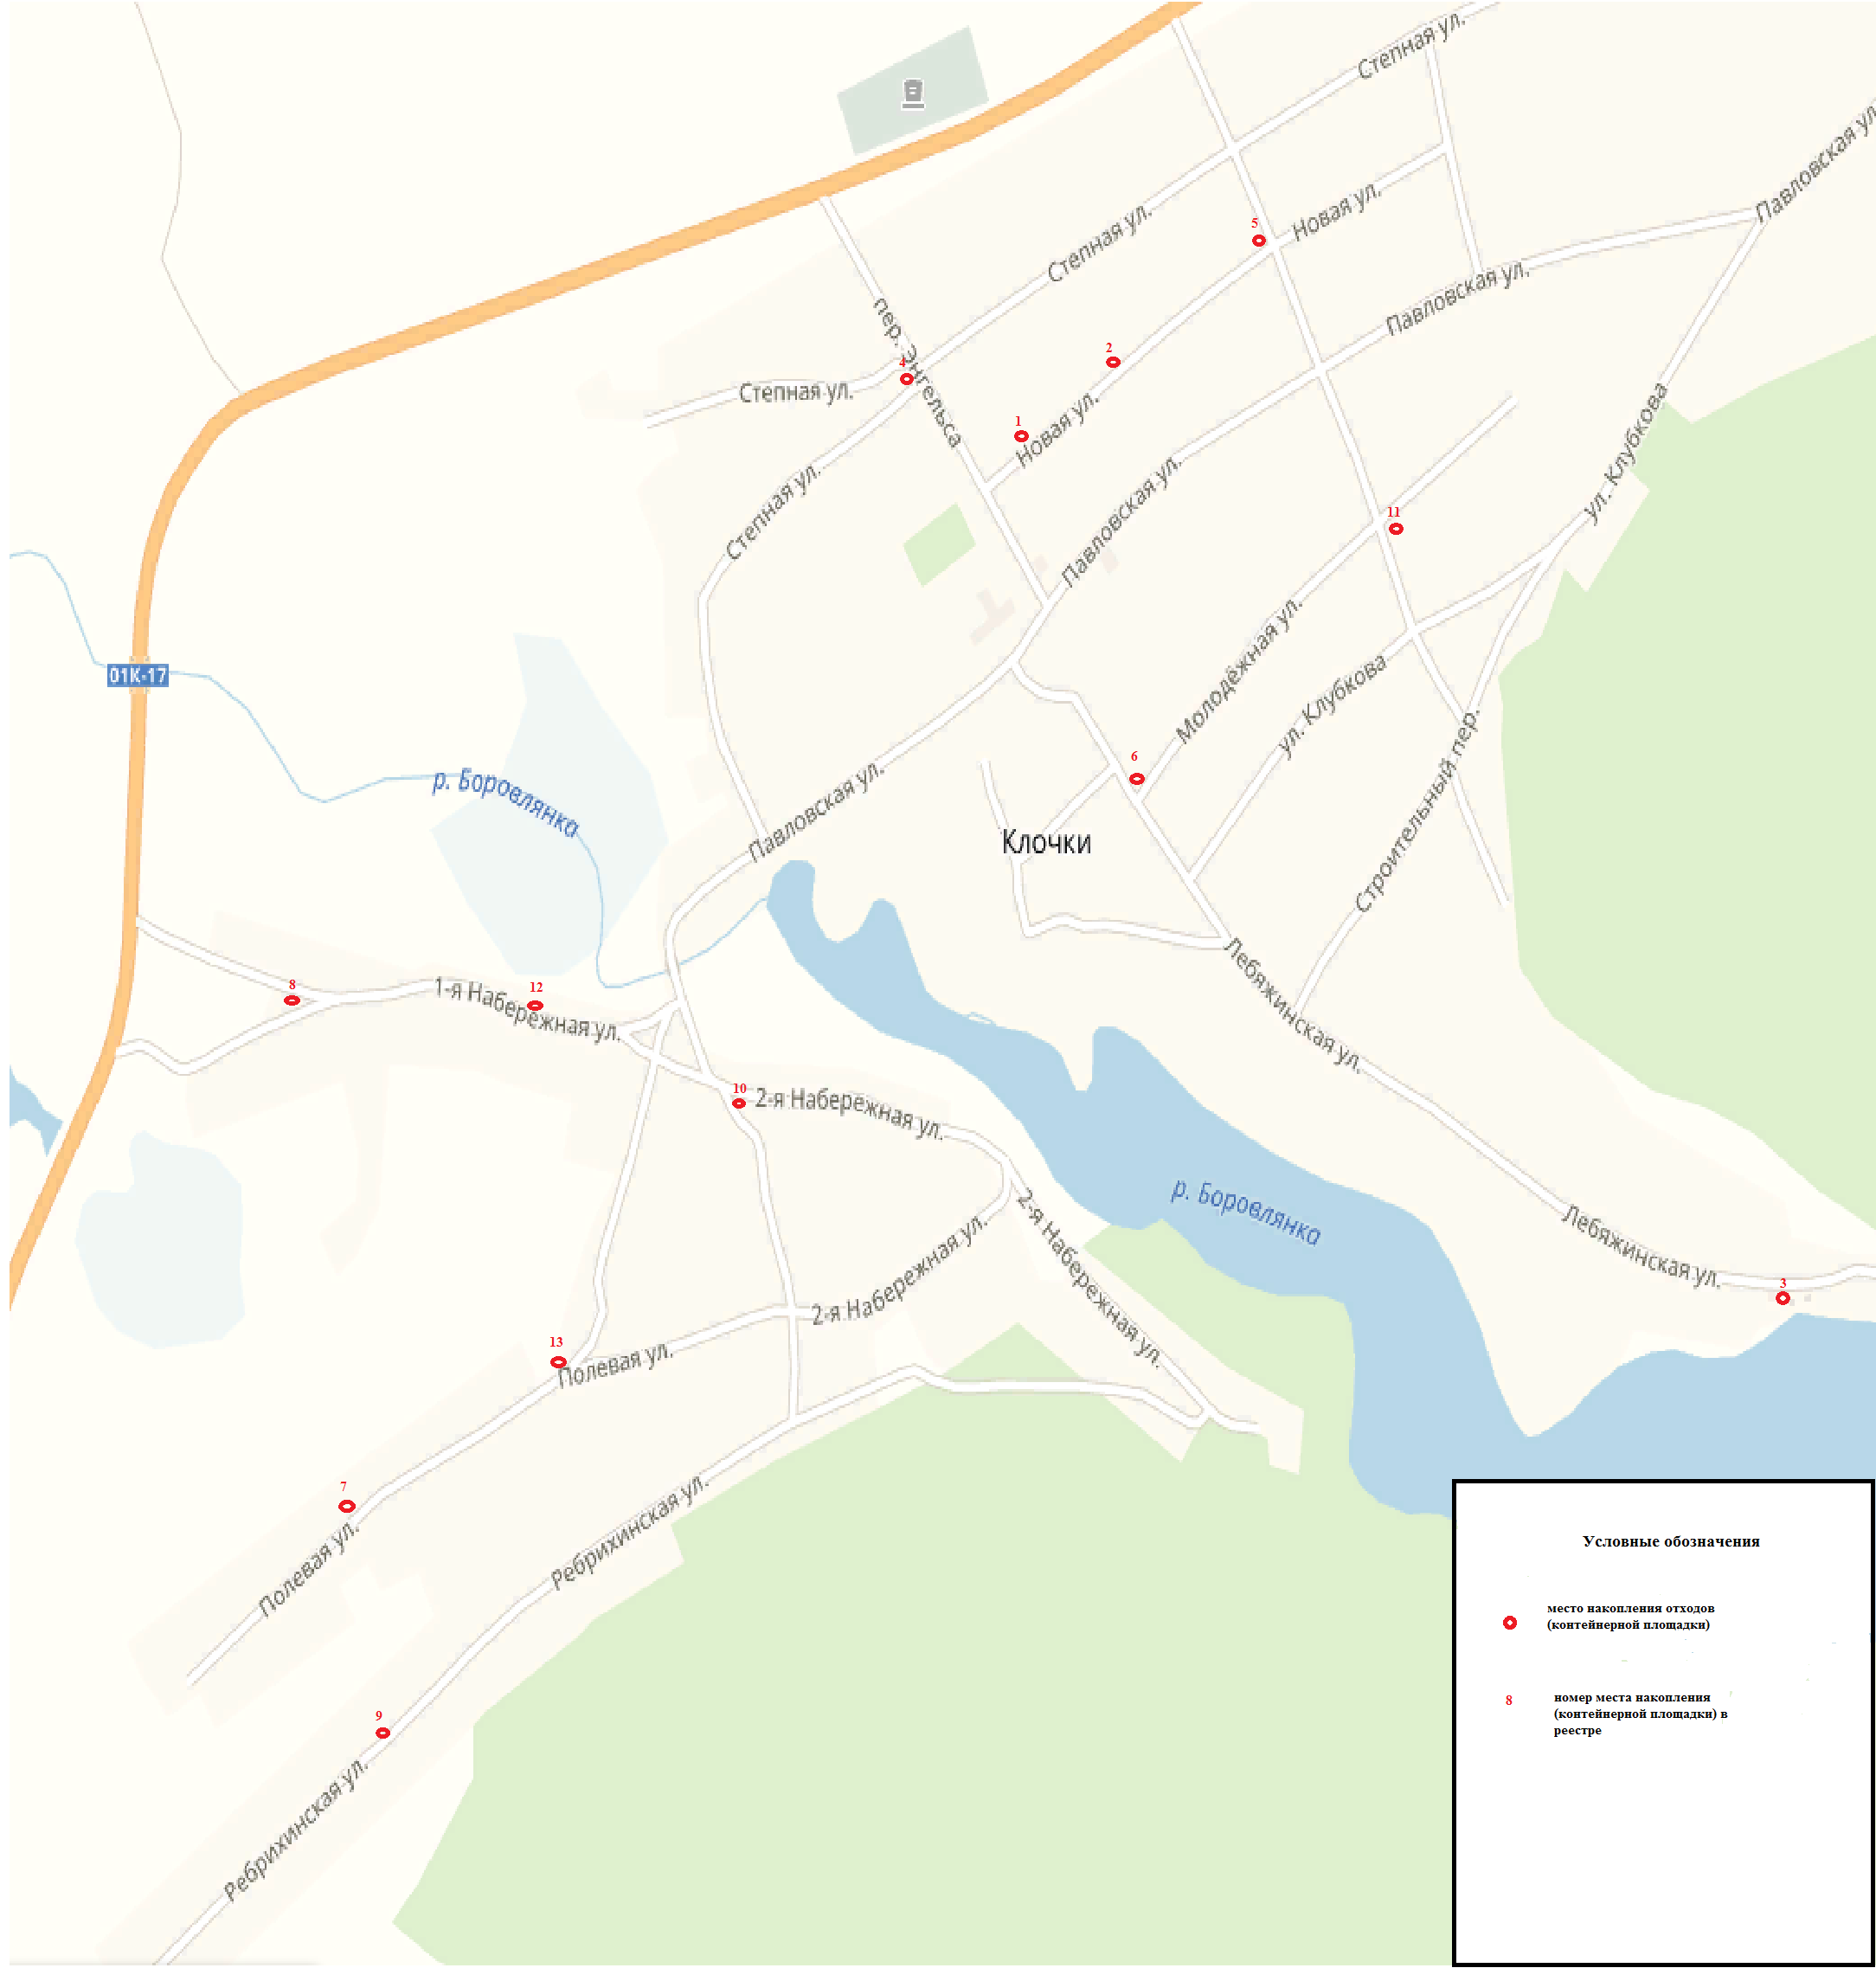 Степная ул.
Павловская ул.
5
Новая ул.
Степная ул.
Павловская ул.
пер. Энгельса
2
4
Степная ул.
1
Новая ул.
ул. Клубкова
Степная ул.
Павловская ул.
11
01К-17
Молодёжная ул.
ул. Клубкова
р. Боровлянка
Павловская ул.
6
Строительный пер.
Клочки
8
1-я Набережная ул.
12
Лебяжинская ул.
10
2-я Набережная ул.
р. Боровлянка
2-я Набережная ул.
2-я Набережная ул.
Лебяжинская ул.
3
13
Полевая ул.
7
Полевая ул.
Ребрихинская ул.
9
Ребрихинская ул.
Условные обозначения
место накопления отходов
(контейнерной площадки)
8
номер места накопления
(контейнерной площадки) в
реестре